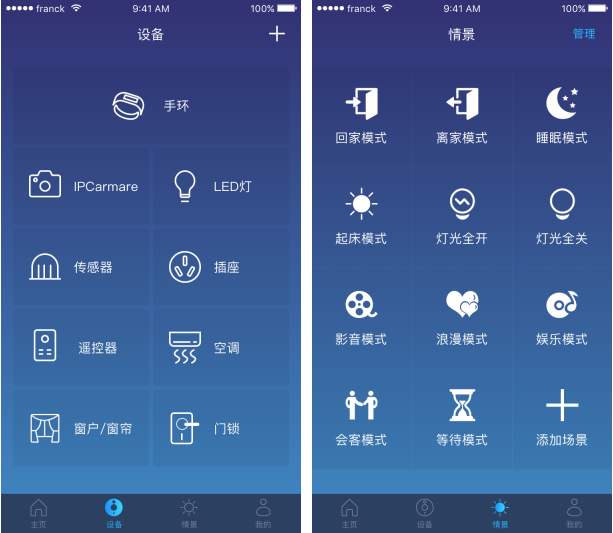 franck 9:41 AM 100%
设备
手环
IPCarmare
LED灯
传感器
插座
遥控器
空调
窗户/窗帘
门锁
主页
设备
情景
我的
franck 9:41 AM 100%
情景
管理
回家模式
离家模式
睡眠模式
起床模式
灯光全开
灯光全关
影音模式
浪漫模式
娱乐模式
会客模式
等待模式
添加场景
主页
设备
情景
我的